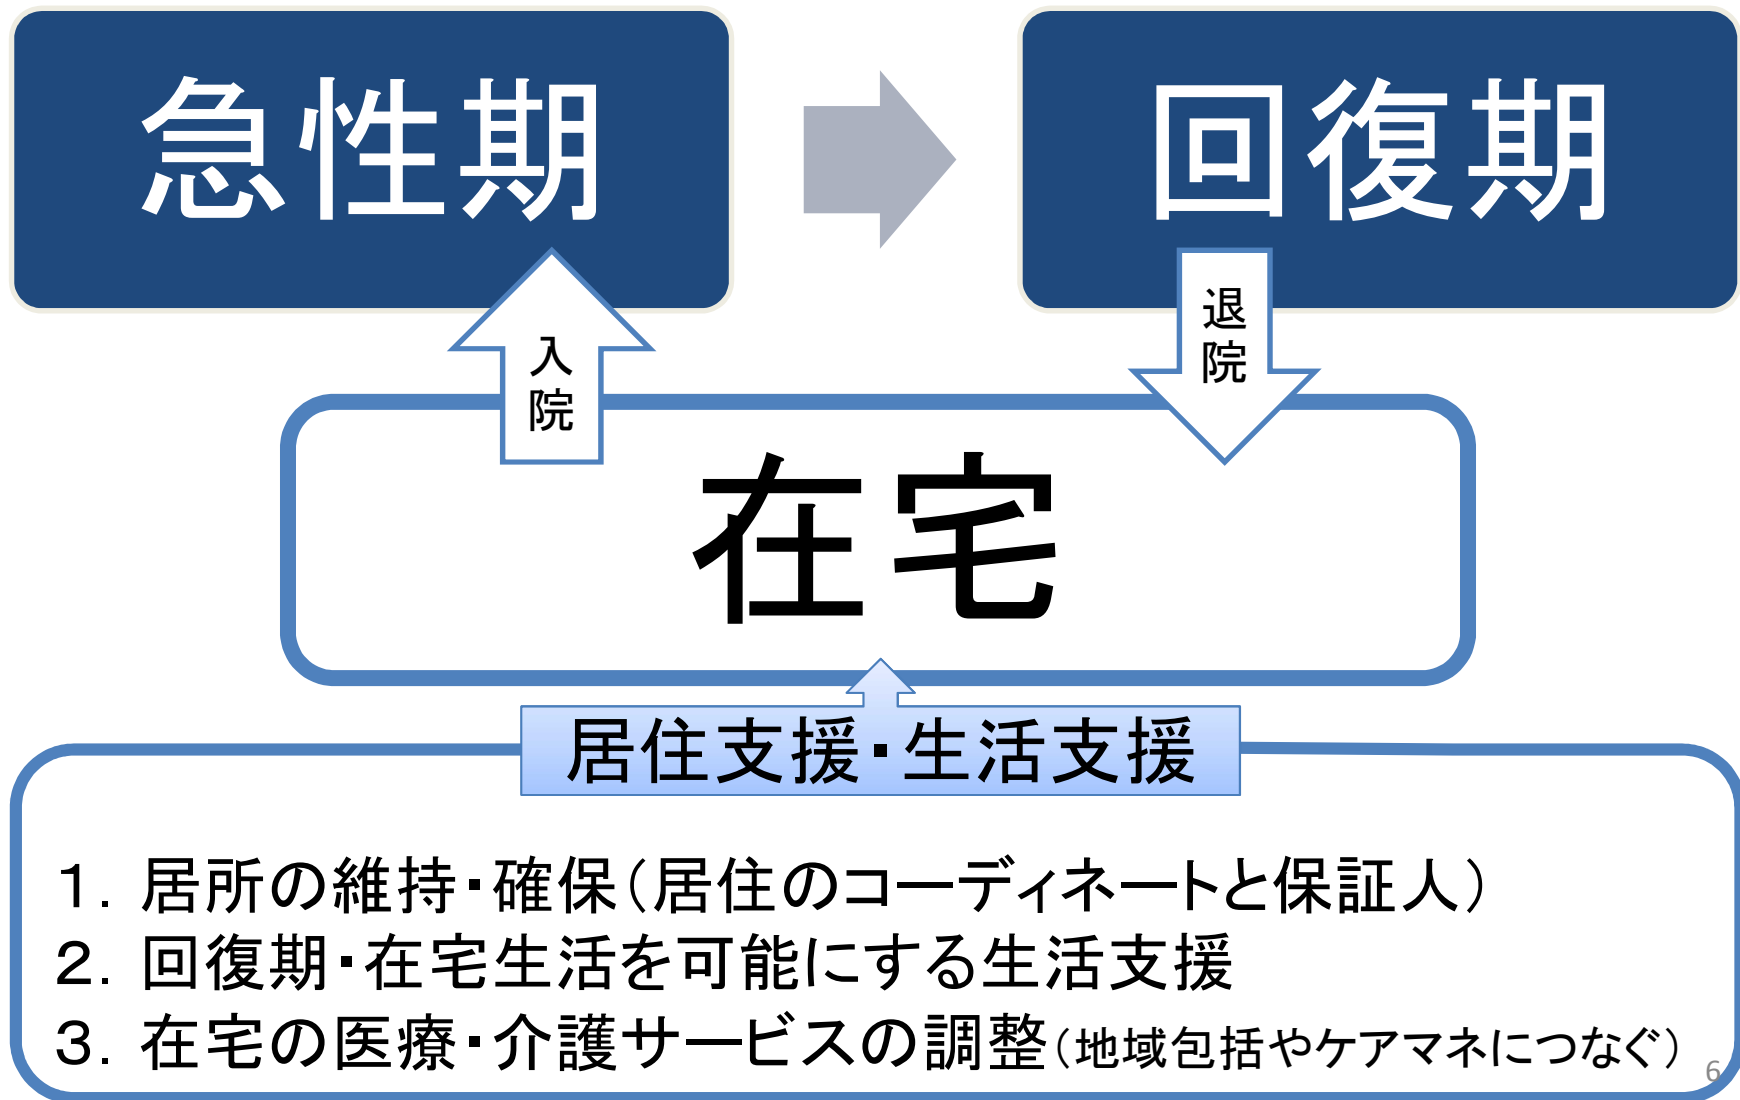 急性期
回復期
入院
退院
在宅
居住支援・生活支援
１．居所の維持・確保（居住のコーディネートと保証人）
２．回復期・在宅生活を可能にする生活支援
３．在宅の医療・介護サービスの調整（地域包括やケアマネにつなぐ）
6